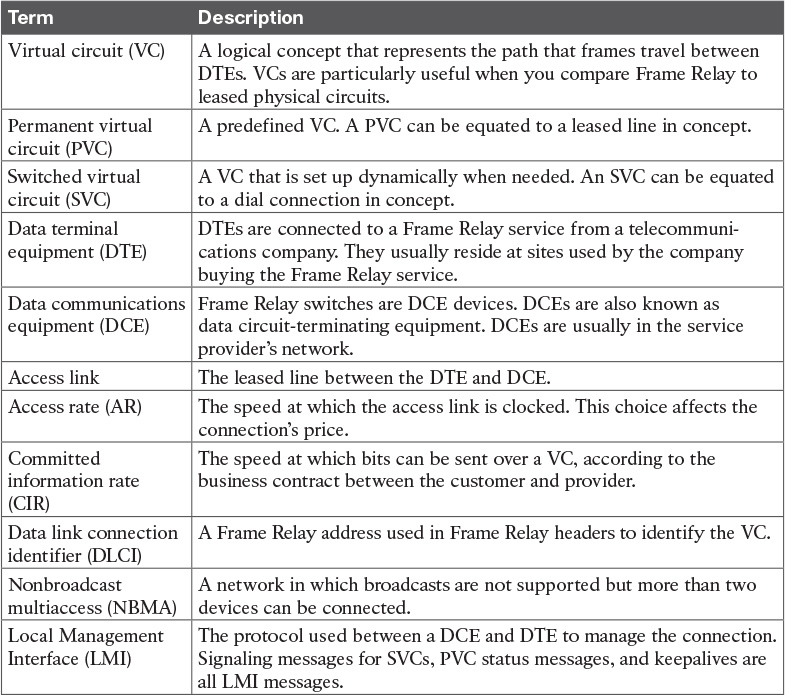 Term Description
Virtual circuit (VC) A logical concept that represents the path that frames travel between
DTEs. VCs are particularly useful when you compare Frame Relay to
leased physical circuits.
Permanent virtual A predefined VC. A PVC can be equated to a leased line in concept.
circuit (PVC)
Switched virtual A VC that is set up dynamically when needed. An SVC can be equated
circuit (SVC) to a dial connection in concept.
Data terminal DTEs are connected to a Frame Relay service from a telecommuni-
equipment (DTE) cations company. They usually reside at sites used by the company
buying the Frame Relay service.
Data communications Frame Relay switches are DCE devices. DCEs are also known as
equipment (DCE) data circuit-terminating equipment. DCEs are usually in the service
provider's network.
Access link The leased line between the DTE and DCE.
Access rate (AR) The speed at which the access link is clocked. This choice affects the
connection's price.
Committed The speed at which bits can be sent over a VC, according to the
information rate business contract between the customer and provider.
(CIR)
Data link connection A Frame Relay address used in Frame Relay headers to identify the VC.
identifier (DLCI)
Nonbroadcast A network in which broadcasts are not supported but more than two
multiaccess (NBMA) devices can be connected.
Local Management The protocol used between a DCE and DTE to manage the connection.
Interface (LMI) Signaling messages for SVCs, PVC status messages, and keepalives are
all LMI messages.